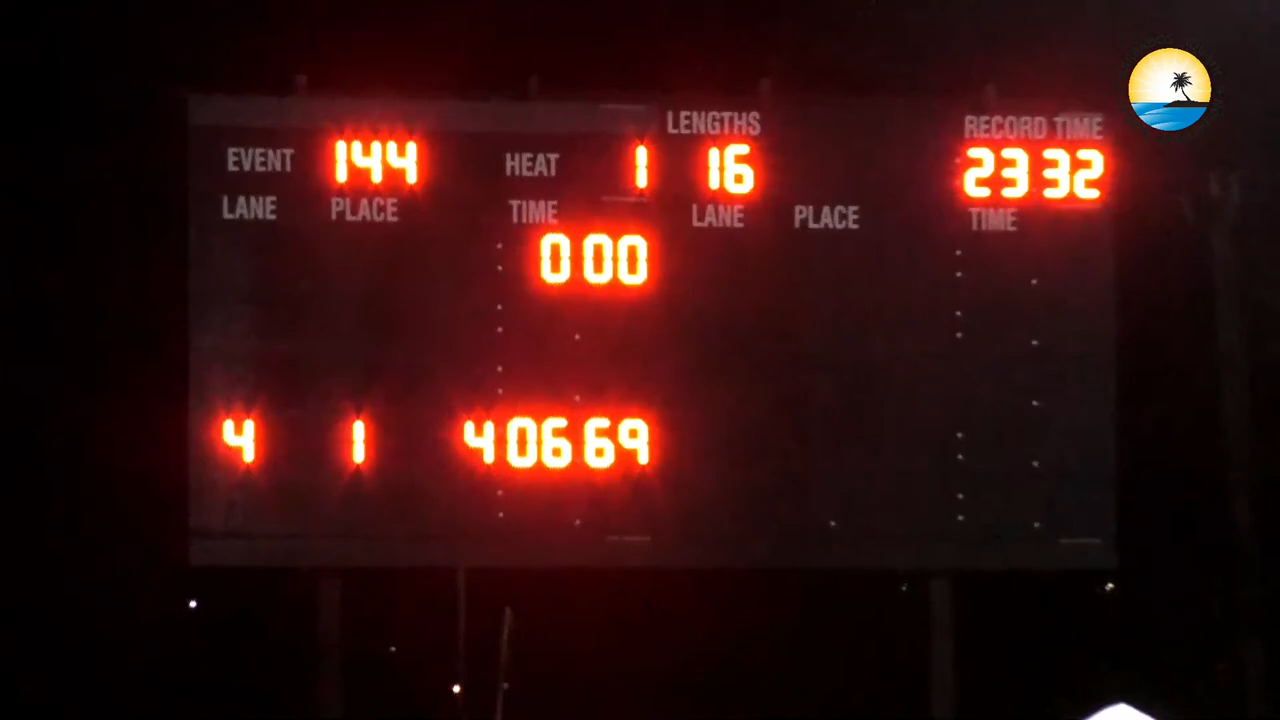 EVENT 144 HEAT 1 LENGTHS 16 RECORD TIME 23 32
LANE PLACE TIME LANE PLACE TIME
0 00
4 1 4 06 69